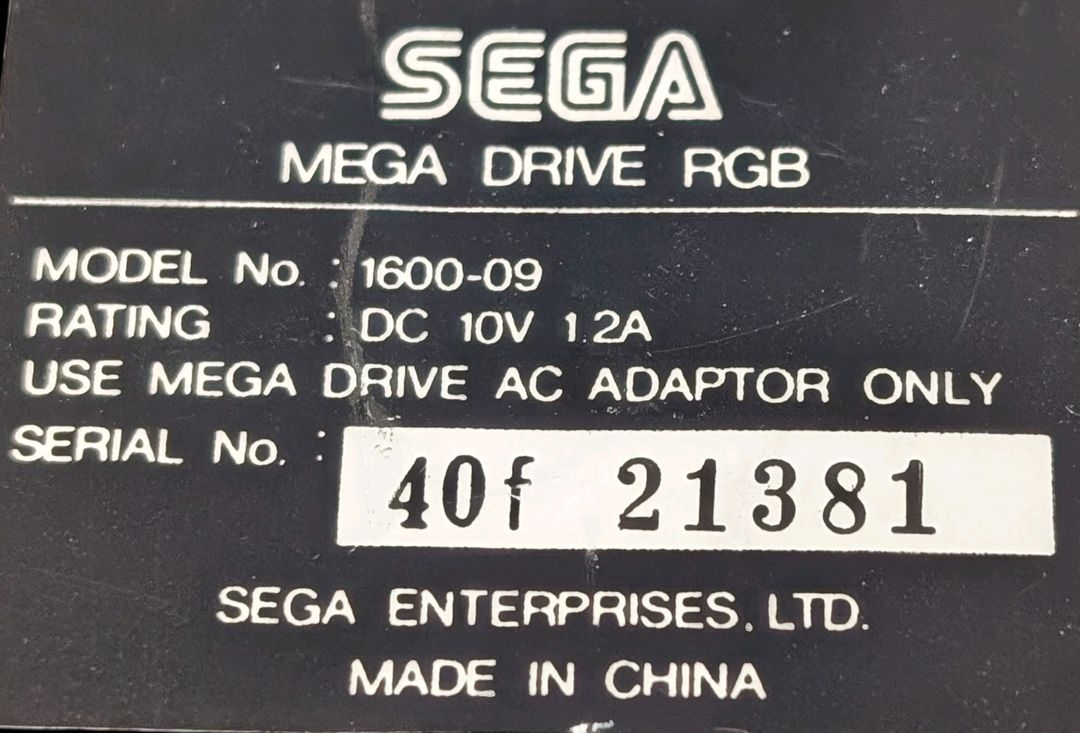 SEGA
MEGA DRIVE RGB
MODEL No. : 1600-09
RATING : DC 10V 1.2A
USE MEGA DRIVE AC ADAPTOR ONLY
SERIAL No. : 40f 21381
SEGA ENTERPRISES, LTD.
MADE IN CHINA